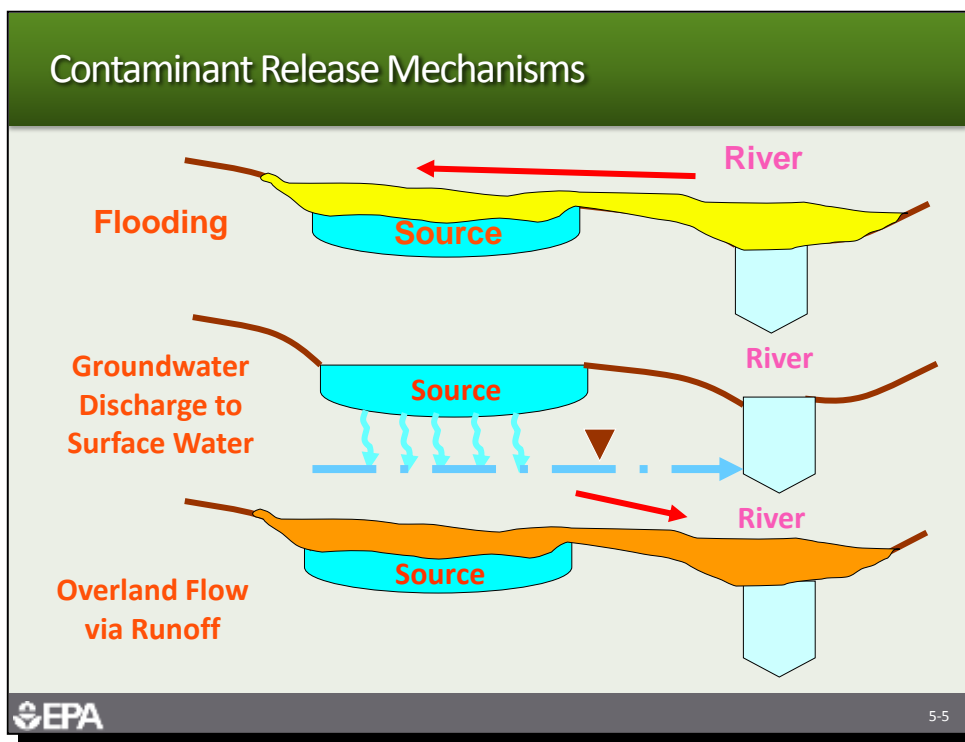 Contaminant Release Mechanisms
River
Flooding
Source
Groundwater
Discharge to
Surface Water
Source
River
Overland Flow
via Runoff
Source
River
EPA
5-5